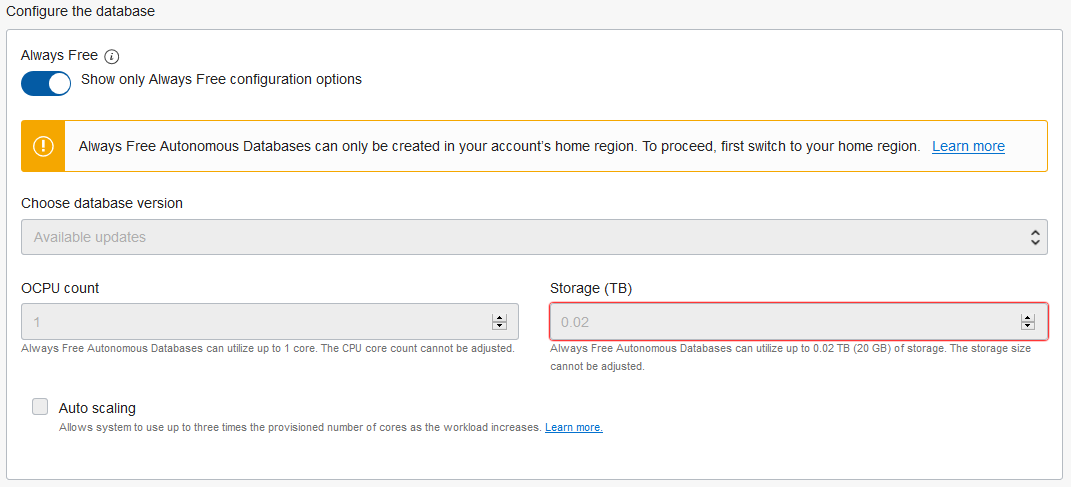 Configure the database
Always Free
Show only Always Free configuration options
Always Free Autonomous Databases can only be created in your account's home region. To proceed, first switch to your home region. Learn more
Choose database version
Available updates
OCPU count
1
Always Free Autonomous Databases can utilize up to 1 core. The CPU core count cannot be adjusted.
Storage (TB)
0.02
Always Free Autonomous Databases can utilize up to 0.02 TB (20 GB) of storage. The storage size
cannot be adjusted.
Auto scaling
Allows system to use up to three times the provisioned number of cores as the workload increases. Learn more.